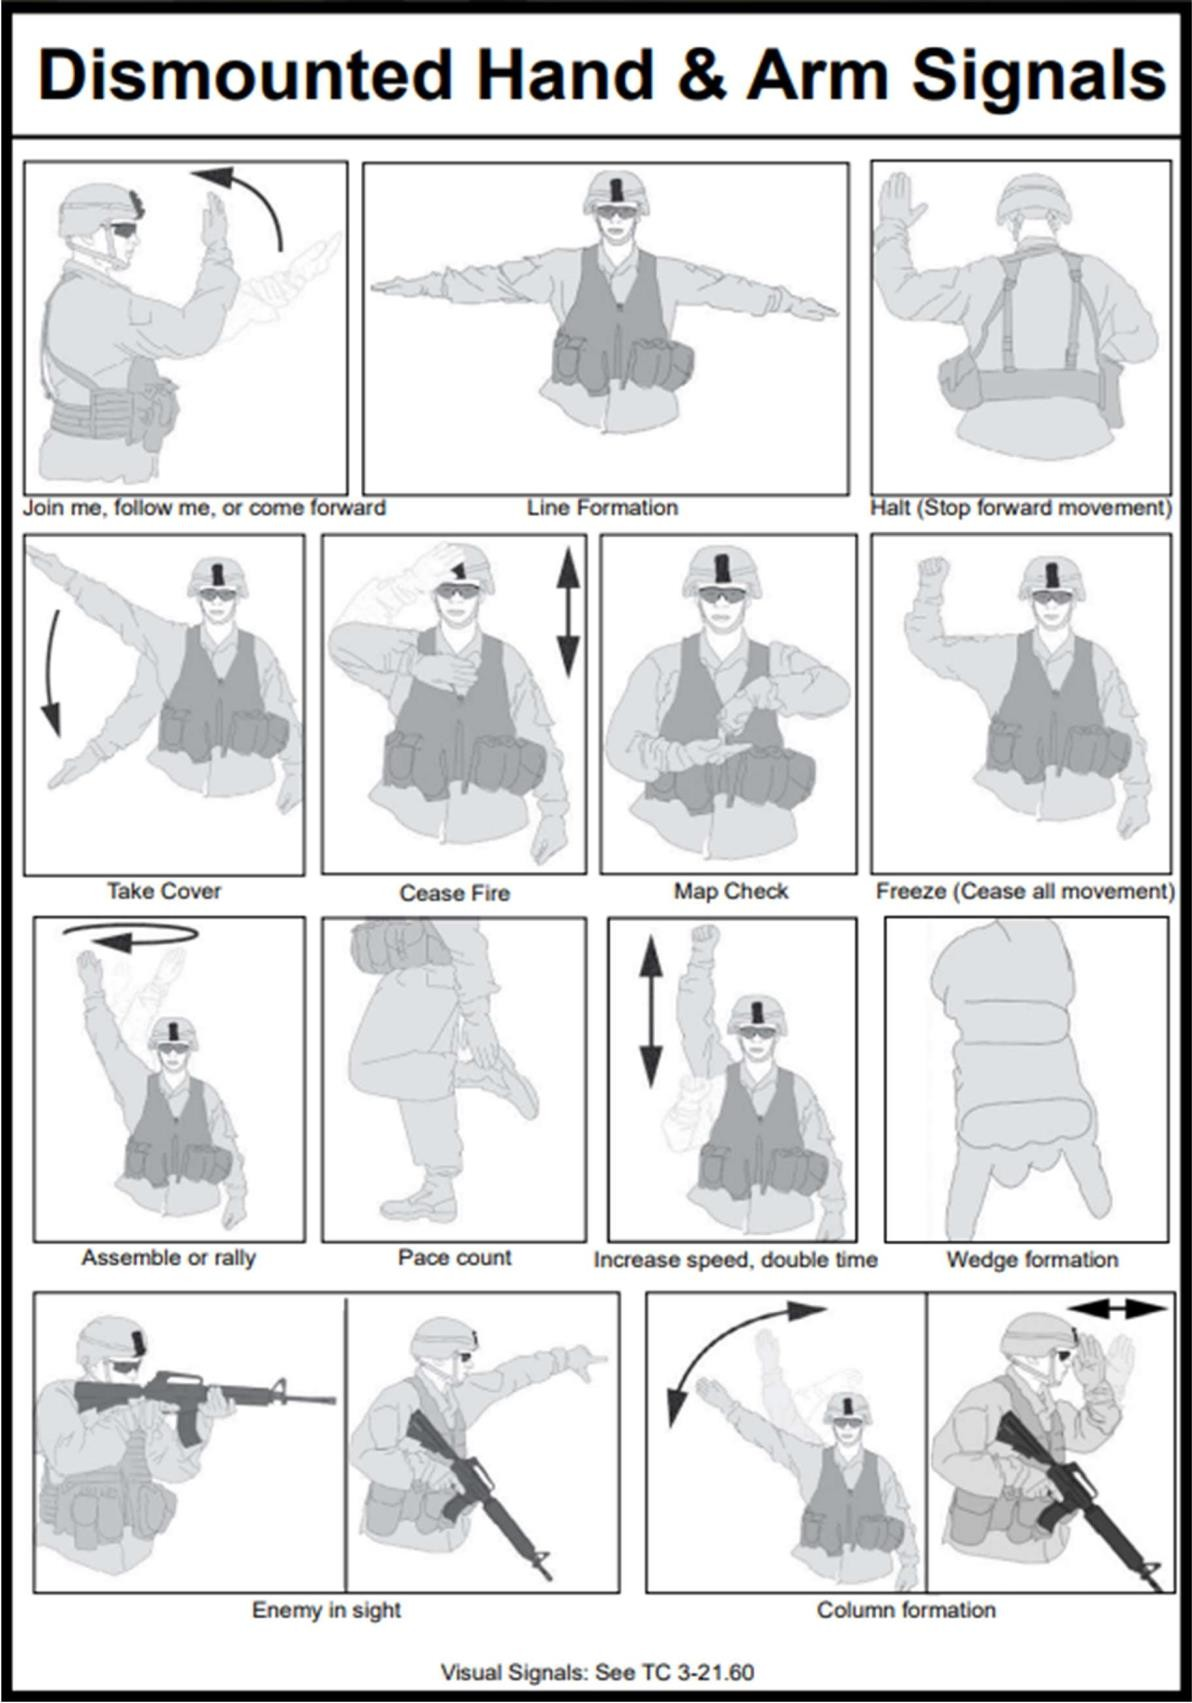 Dismounted Hand & Arm Signals
Join me, follow me, or come forward
Line Formation
Halt (Stop forward movement)
Take Cover
Cease Fire
Map Check
Freeze (Cease all movement)
Assemble or rally
Pace count
Increase speed, double time
Wedge formation
Enemy in sight
Column formation
Visual Signals: See TC 3-21.60